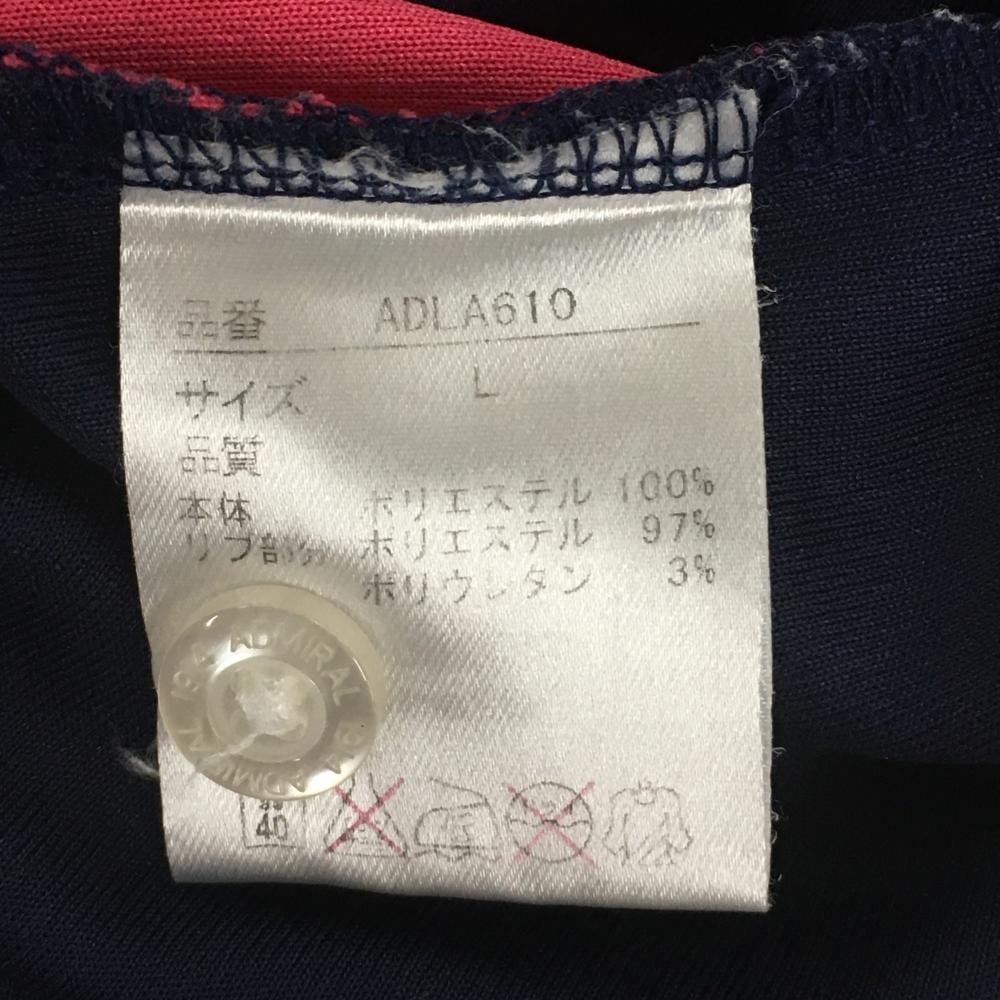 品番 ADLA610
サイズ L
品質
本体 ポリエステル 100%
リブ部分 ポリエステル 97%
ポリウレタン 3%
ADMIRAL
ADMIRAL
40